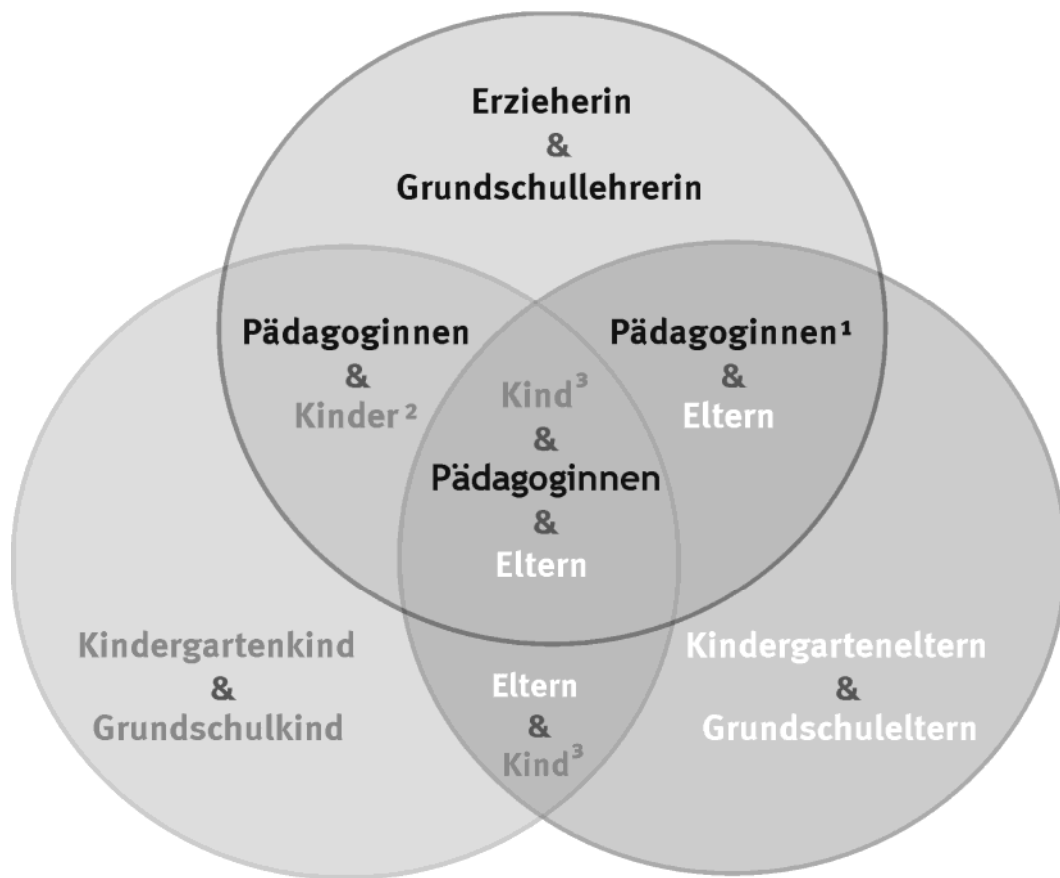 Erzieherin
&
Grundschullehrerin
Pädagoginnen
&
Kinder²
Pädagoginnen¹
&
Eltern
Kind³
&
Pädagoginnen
&
Eltern
Kindergartenkind
&
Grundschulkind
Eltern
&
Kind³
Kindergarteneltern
&
Grundschuleltern